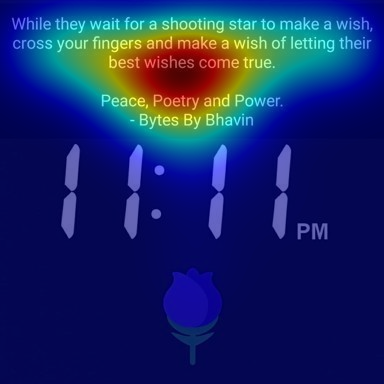 While they wait for a shooting star to make a wish,
cross your fingers and make a wish of letting their
best wishes come true.
Peace, Poetry and Power.
- Bytes By Bhavin
11:11 PM